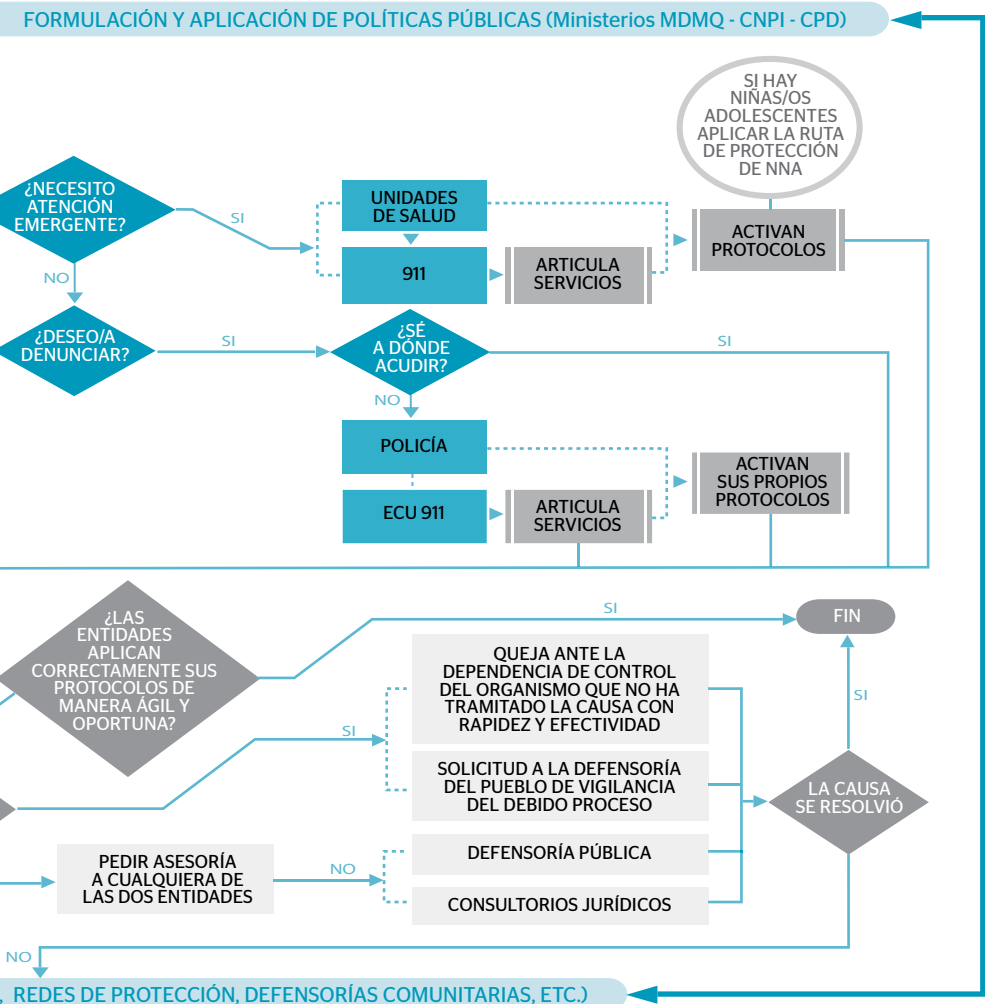 FORMULACIÓN Y APLICACIÓN DE POLÍTICAS PÚBLICAS (Ministerios MDMQ - CNPI - CPD)
SI HAY
NIÑAS/OS
ADOLESCENTES
APLICAR LA RUTA
DE PROTECCIÓN
DE NNA
¿NECESITO
ATENCIÓN
EMERGENTE?
SI
UNIDADES
DE SALUD
911
ARTICULA
SERVICIOS
ACTIVAN
PROTOCOLOS
NO
¿DESEO/A
DENUNCIAR?
SI
¿SÉ
A DÓNDE
ACUDIR?
SI
NO
POLICÍA
ECU 911
ARTICULA
SERVICIOS
ACTIVAN
SUS PROPIOS
PROTOCOLOS
¿LAS
ENTIDADES
APLICAN
CORRECTAMENTE SUS
PROTOCOLOS DE
MANERA ÁGIL Y
OPORTUNA?
SI
FIN
QUEJA ANTE LA
DEPENDENCIA DE CONTROL
DEL ORGANISMO QUE NO HA
TRAMITADO LA CAUSA CON
RAPIDEZ Y EFECTIVIDAD
SI
SI
SOLICITUD A LA DEFENSORÍA
DEL PUEBLO DE VIGILANCIA
DEL DEBIDO PROCESO
LA CAUSA
SE RESOLVIÓ
PEDIR ASESORÍA
A CUALQUIERA DE
LAS DOS ENTIDADES
NO
DEFENSORÍA PÚBLICA
CONSULTORIOS JURÍDICOS
NO
, REDES DE PROTECCIÓN, DEFENSORÍAS COMUNITARIAS, ETC.)